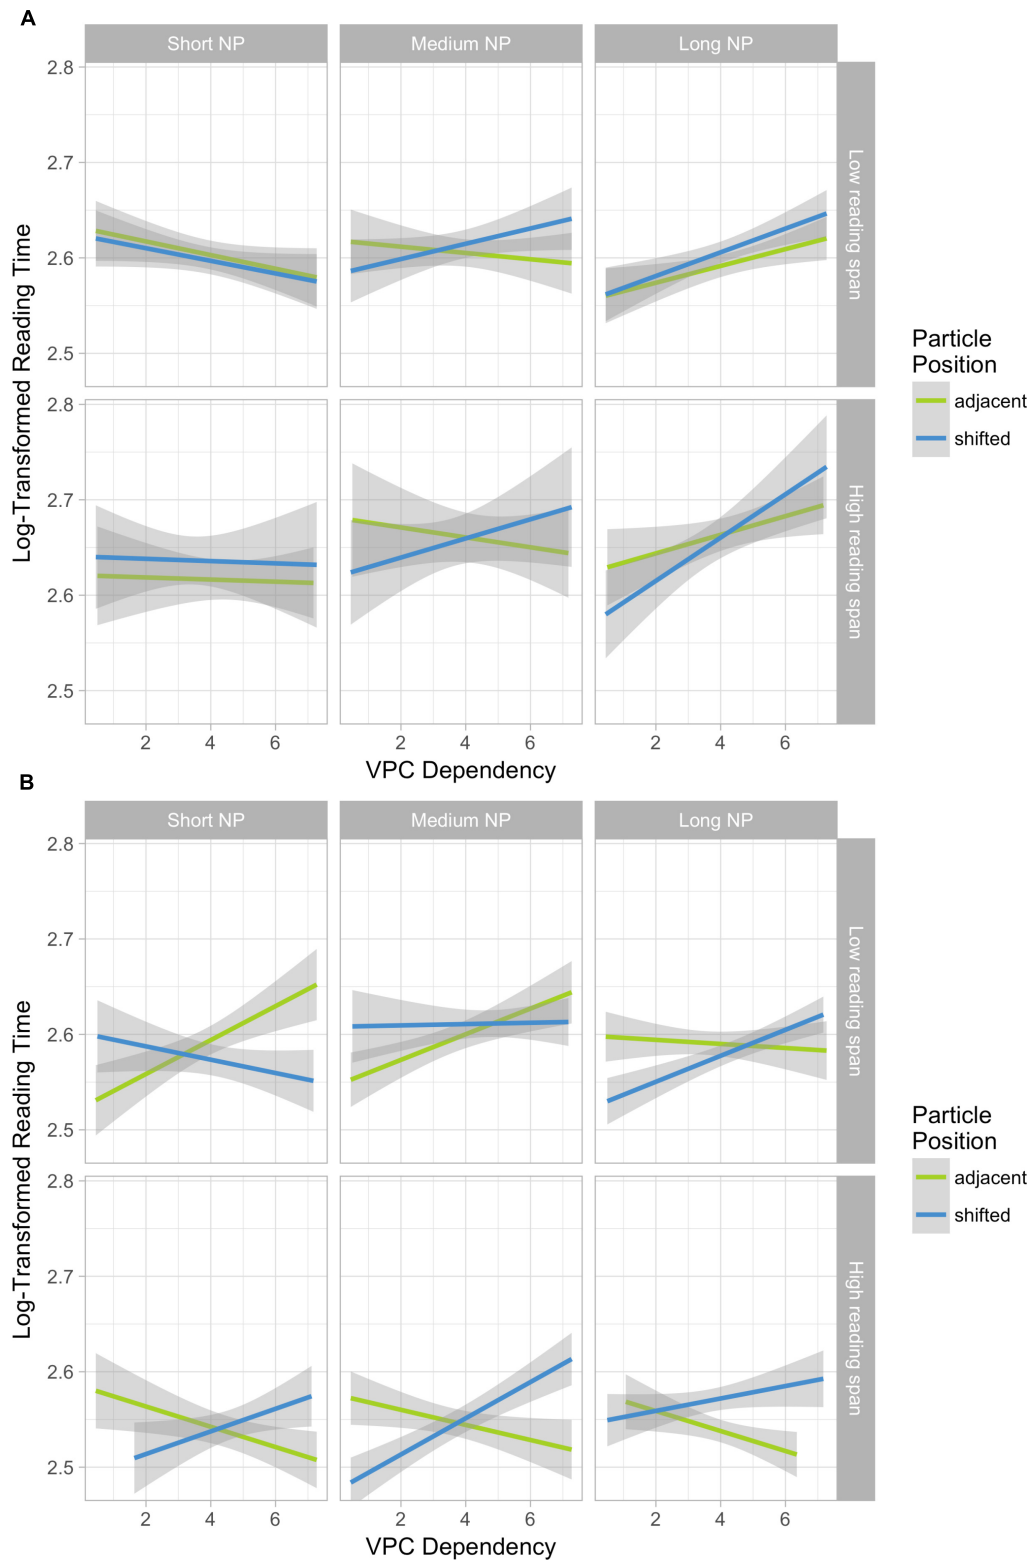 A
Short NP
Medium NP
Long NP
2.8
2.7
2.6
2.5
Low reading span
2.8
2.7
2.6
2.5
High reading span
Log-Transformed Reading Time
2 4 6
2 4 6
2 4 6
VPC Dependency
Particle
Position
adjacent
shifted
B
Short NP
Medium NP
Long NP
2.8
2.7
2.6
2.5
Low reading span
2.8
2.7
2.6
2.5
High reading span
Log-Transformed Reading Time
2 4 6
2 4 6
2 4 6
VPC Dependency
Particle
Position
adjacent
shifted